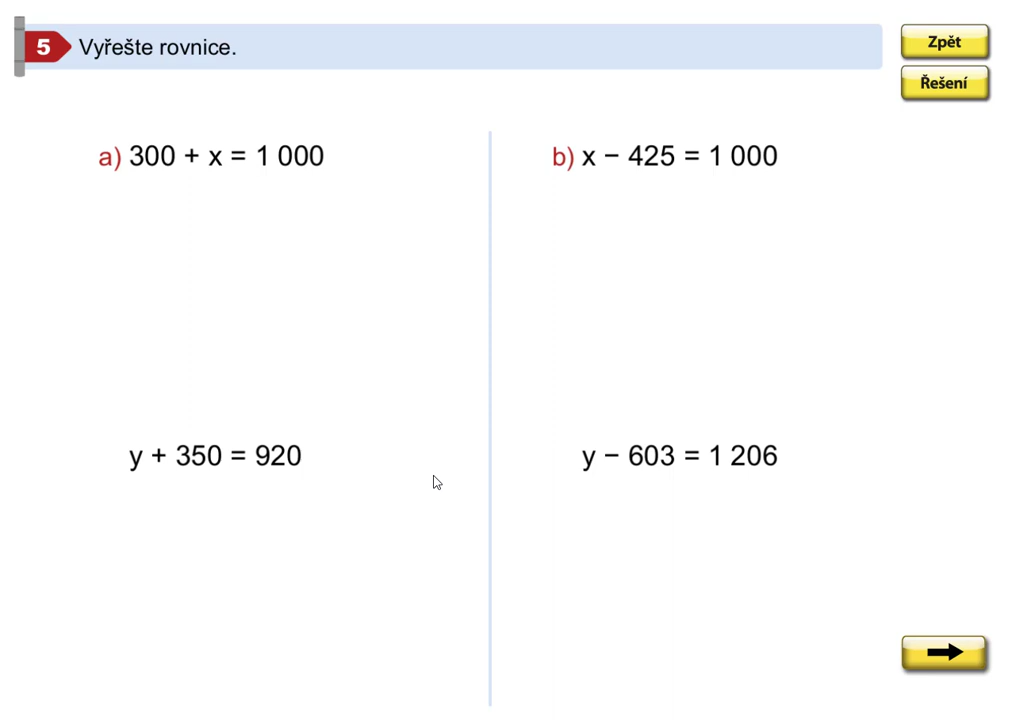 5 Vyřešte rovnice.
Zpět
Řešení
a) 300 + x = 1 000
b) x − 425 = 1 000
y + 350 = 920
y − 603 = 1 206